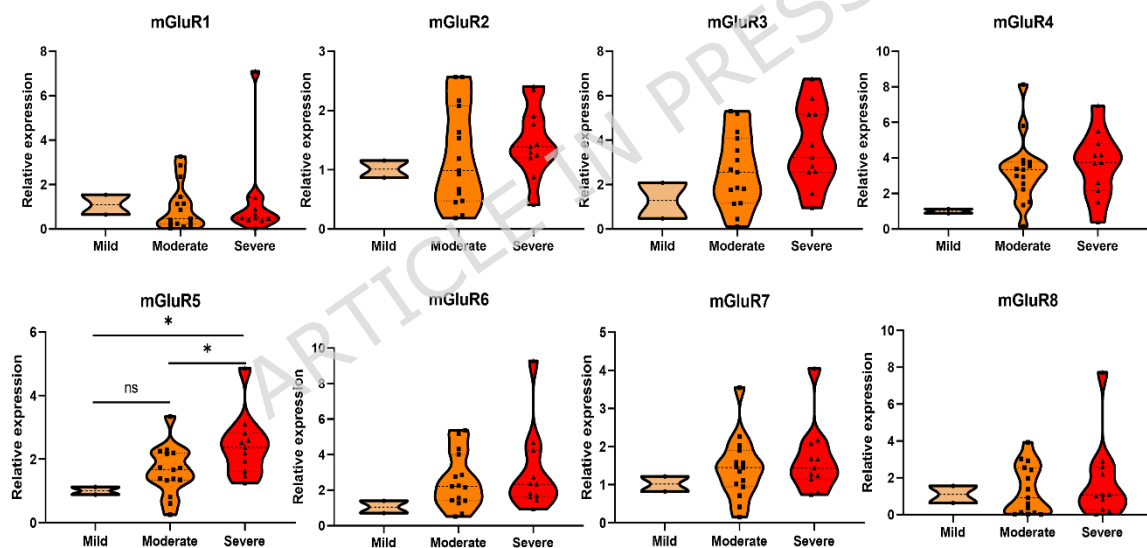 mGluR1
mGluR2
mGluR3
mGluR4
Relative expression
8
6
4
2
0
Mild
Moderate
Severe
Relative expression
3
2
1
0
Mild
Moderate
Severe
Relative expression
8
6
4
2
0
Mild
Moderate
Severe
Relative expression
10
8
6
4
2
0
Mild
Moderate
Severe
mGluR5
mGluR6
mGluR7
mGluR8
Relative expression
6
4
2
0
*
*
ns
Mild
Moderate
Severe
Relative expression
10
8
6
4
2
0
Mild
Moderate
Severe
Relative expression
5
4
3
2
1
0
Mild
Moderate
Severe
Relative expression
10
8
6
4
2
0
Mild
Moderate
Severe
ARTICLE IN PRESS